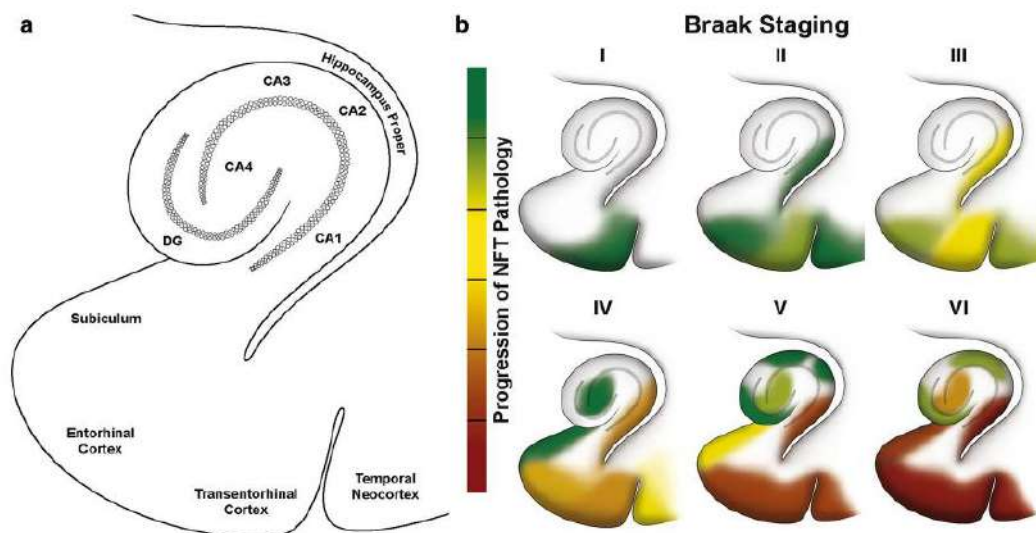 a
Hippocampus Proper
CA3
CA2
CA4
DG
CA1
Subiculum
Entorhinal
Cortex
Transentorhinal
Cortex
Temporal
Neocortex
b
Braak Staging
Progression of NFT Pathology
I
II
III
IV
V
VI